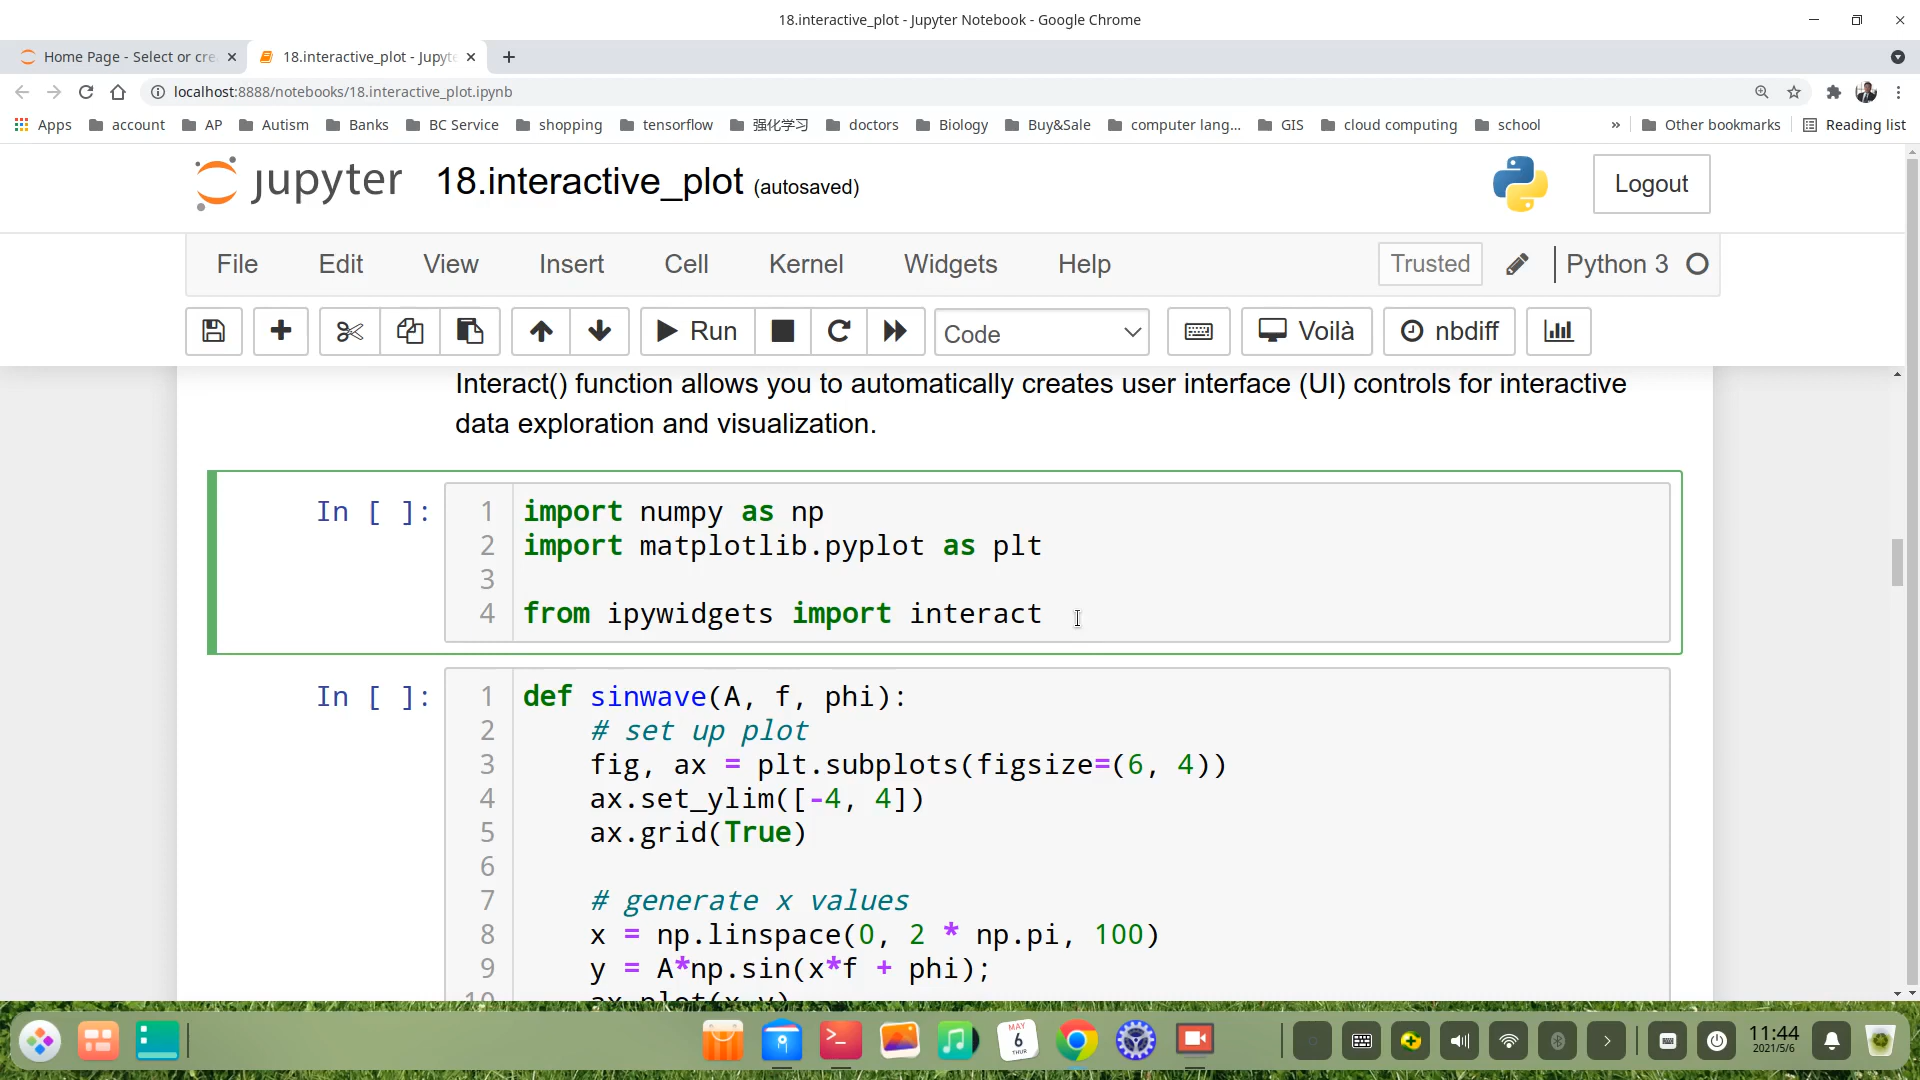 18.interactive_plot - Jupyter Notebook - Google Chrome
Home Page - Select or cre
18.interactive_plot - Jupyte
localhost:8888/notebooks/18.interactive_plot.ipynb
Apps account AP Autism Banks BC Service shopping tensorflow 强化学习 doctors Biology Buy&Sale computer lang... GIS cloud computing school » Other bookmarks Reading list
jupyter 18.interactive_plot (autosaved) Logout
File Edit View Insert Cell Kernel Widgets Help Trusted Python 3
Run Code Voilà nbdiff
Interact() function allows you to automatically creates user interface (UI) controls for interactive
data exploration and visualization.
In [ ]: 1 import numpy as np
2 import matplotlib.pyplot as plt
3
4 from ipywidgets import interact
In [ ]: 1 def sinwave(A, f, phi):
2 # set up plot
3 fig, ax = plt.subplots(figsize=(6, 4))
4 ax.set_ylim([-4, 4])
5 ax.grid(True)
6
7 # generate x values
8 x = np.linspace(0, 2 * np.pi, 100)
9 y = A*np.sin(x*f + phi);
10 ax.plot(x, y)
MAY
6
THUR
11:44
2021/5/6